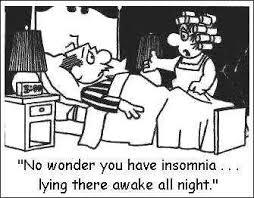 "No wonder you have insomnia . . .
lying there awake all night."